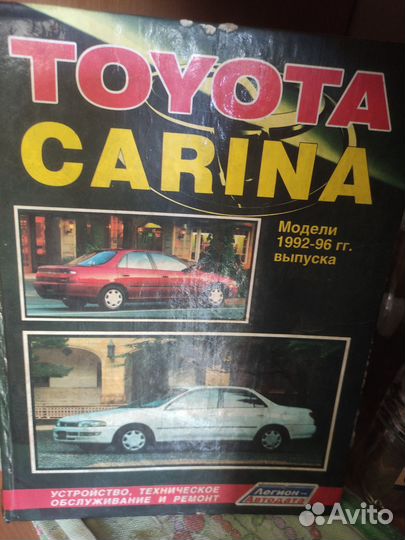 TOYOTA
CARINA
Модели
1992-96 гг.
выпуска
УСТРОЙСТВО, ТЕХНИЧЕСКОЕ
ОБСЛУЖИВАНИЕ И РЕМОНТ
Легион-
Автодата
Avito